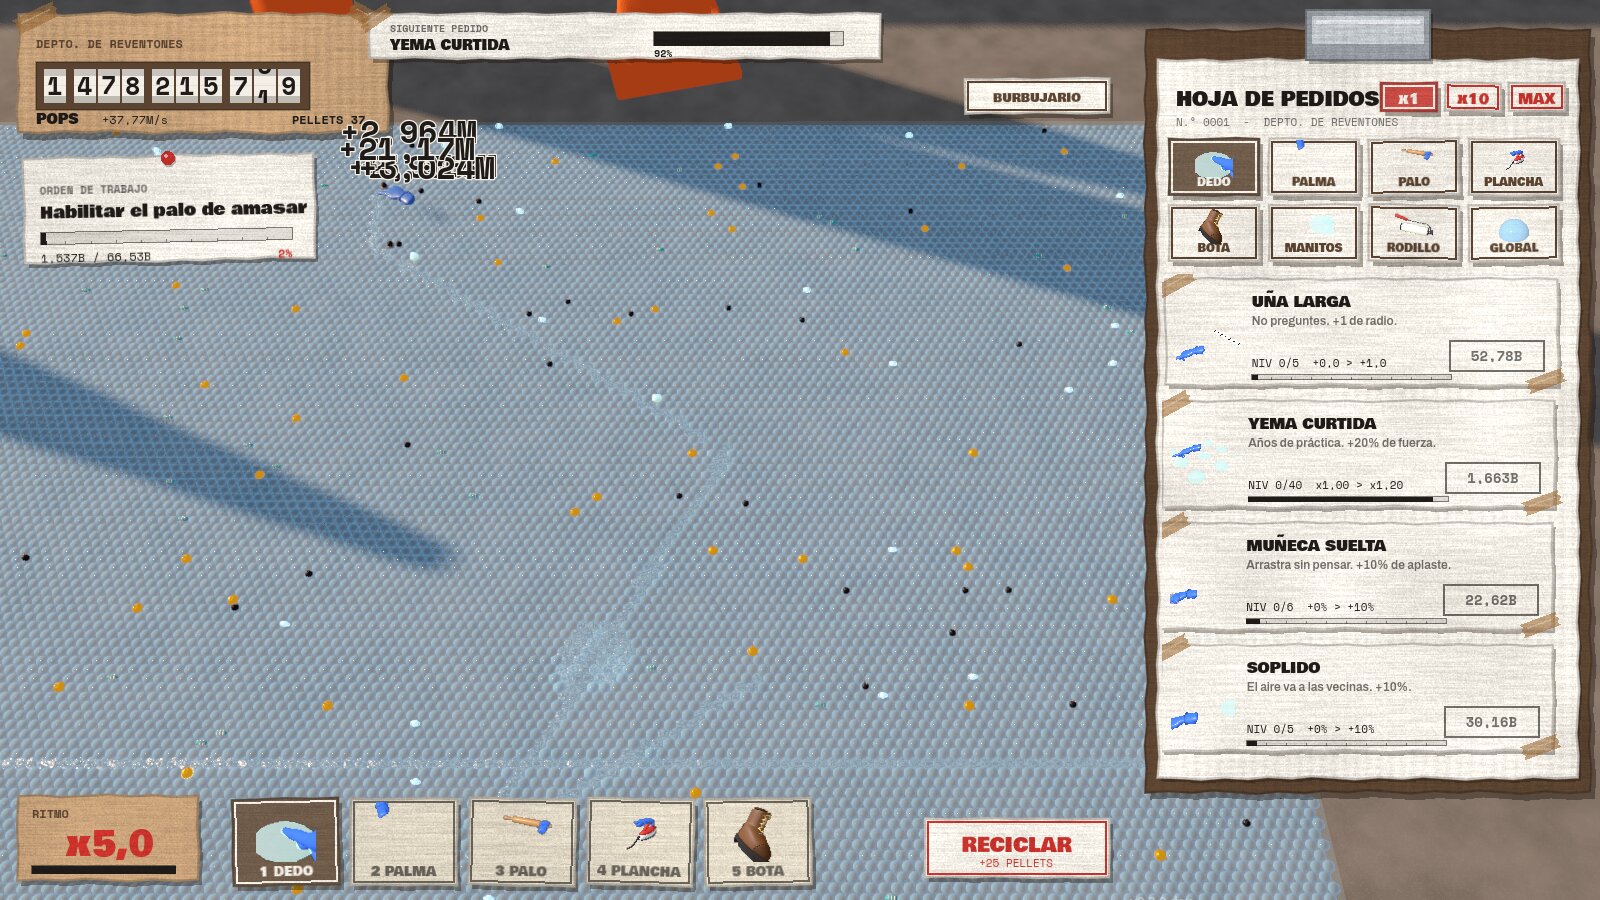 DEPTO. DE REVENTONES
1 478 215 7 9
POPS +37,77M/s PELLETS 37
SIGUIENTE PEDIDO
YEMA CURTIDA
92%
BURBUJARIO
ORDEN DE TRABAJO
Habilitar el palo de amasar
1,537B / 66,53B 2%
HOJA DE PEDIDOS x1 x10 MAX
N.° 0001 - DEPTO. DE REVENTONES
DEDO PALMA PALO PLANCHA
BOTA MANITOS RODILLO GLOBAL
UÑA LARGA
No preguntes. +1 de radio.
NIV 0/5 +0,0 > +1,0
52,78B
YEMA CURTIDA
Años de práctica. +20% de fuerza.
NIV 0/40 x1,00 > x1,20
1,663B
MUÑECA SUELTA
Arrastra sin pensar. +10% de aplaste.
NIV 0/6 +0% > +10%
22,62B
SOPLIDO
El aire va a las vecinas. +10%.
NIV 0/5 +0% > +10%
30,16B
RITMO
x5,0
1 DEDO 2 PALMA 3 PALO 4 PLANCHA 5 BOTA
RECICLAR
+25 PELLETS